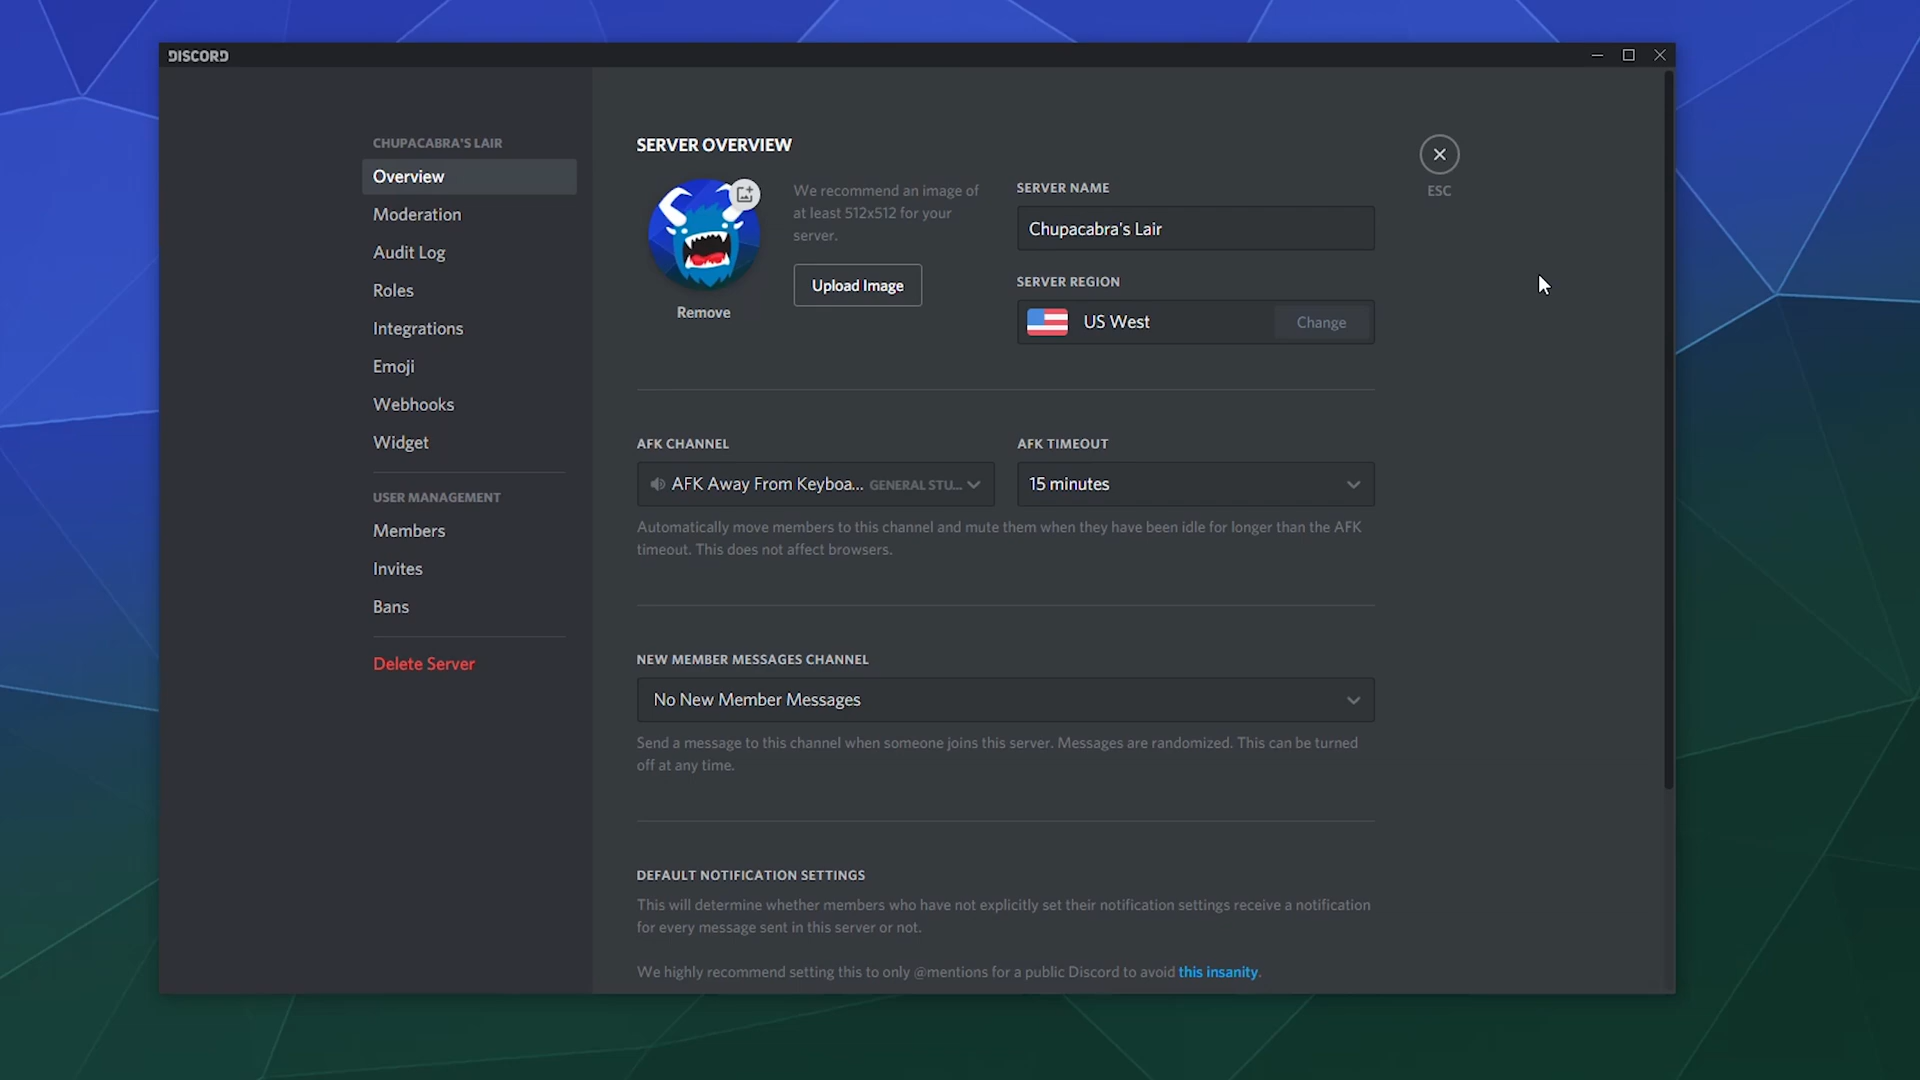 DISCORD
CHUPACABRA'S LAIR
Overview
Moderation
Audit Log
Roles
Integrations
Emoji
Webhooks
Widget
USER MANAGEMENT
Members
Invites
Bans
Delete Server
SERVER OVERVIEW
Remove
We recommend an image of
at least 512x512 for your
server.
Upload Image
SERVER NAME
Chupacabra's Lair
SERVER REGION
US West
Change
ESC
AFK CHANNEL
AFK Away From Keyboa... GENERAL STU...
AFK TIMEOUT
15 minutes
Automatically move members to this channel and mute them when they have been idle for longer than the AFK
timeout. This does not affect browsers.
NEW MEMBER MESSAGES CHANNEL
No New Member Messages
Send a message to this channel when someone joins this server. Messages are randomized. This can be turned
off at any time.
DEFAULT NOTIFICATION SETTINGS
This will determine whether members who have not explicitly set their notification settings receive a notification
for every message sent in this server or not.
We highly recommend setting this to only @mentions for a public Discord to avoid this insanity.